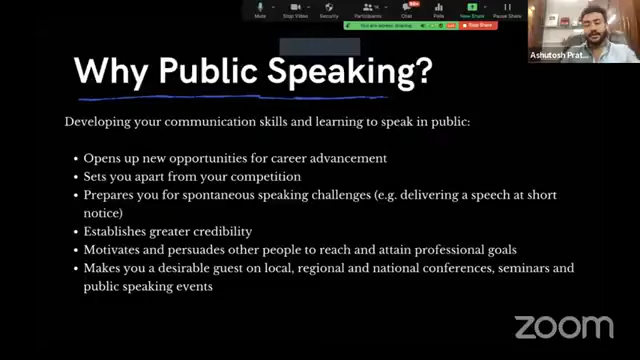 Mute
Stop Video
Security
Participants
Chat
Polls
New Share
Pause Share
Stop Share
Ashutosh Prat...
Why Public Speaking?
Developing your communication skills and learning to speak in public:
• Opens up new opportunities for career advancement
• Sets you apart from your competition
• Prepares you for spontaneous speaking challenges (e.g. delivering a speech at short
notice)
• Establishes greater credibility
• Motivates and persuades other people to reach and attain professional goals
• Makes you a desirable guest on local, regional and national conferences, seminars and
public speaking events
zoom